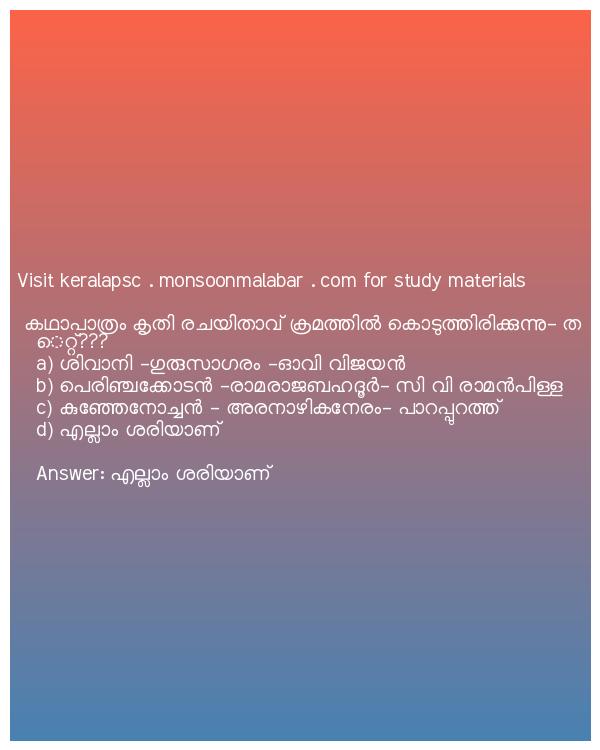 Visit keralapsc . monsoonmalabar . com for study materials
കഥാപാത്രം കൃതി രചയിതാവ് ക്രമത്തിൽ കൊടുത്തിരിക്കുന്നു- ത
െറ്റ്???
a) ശിവാനി -ഗുരുസാഗരം -ഓവി വിജയൻ
b) പെരിഞ്ചക്കോടൻ -രാമരാജബഹദൂർ- സി വി രാമൻപിള്ള
c) കുഞ്ഞേനോച്ചൻ - അരനാഴികനേരം- പാറപ്പുറത്ത്
d) എല്ലാം ശരിയാണ്
Answer: എല്ലാം ശരിയാണ്